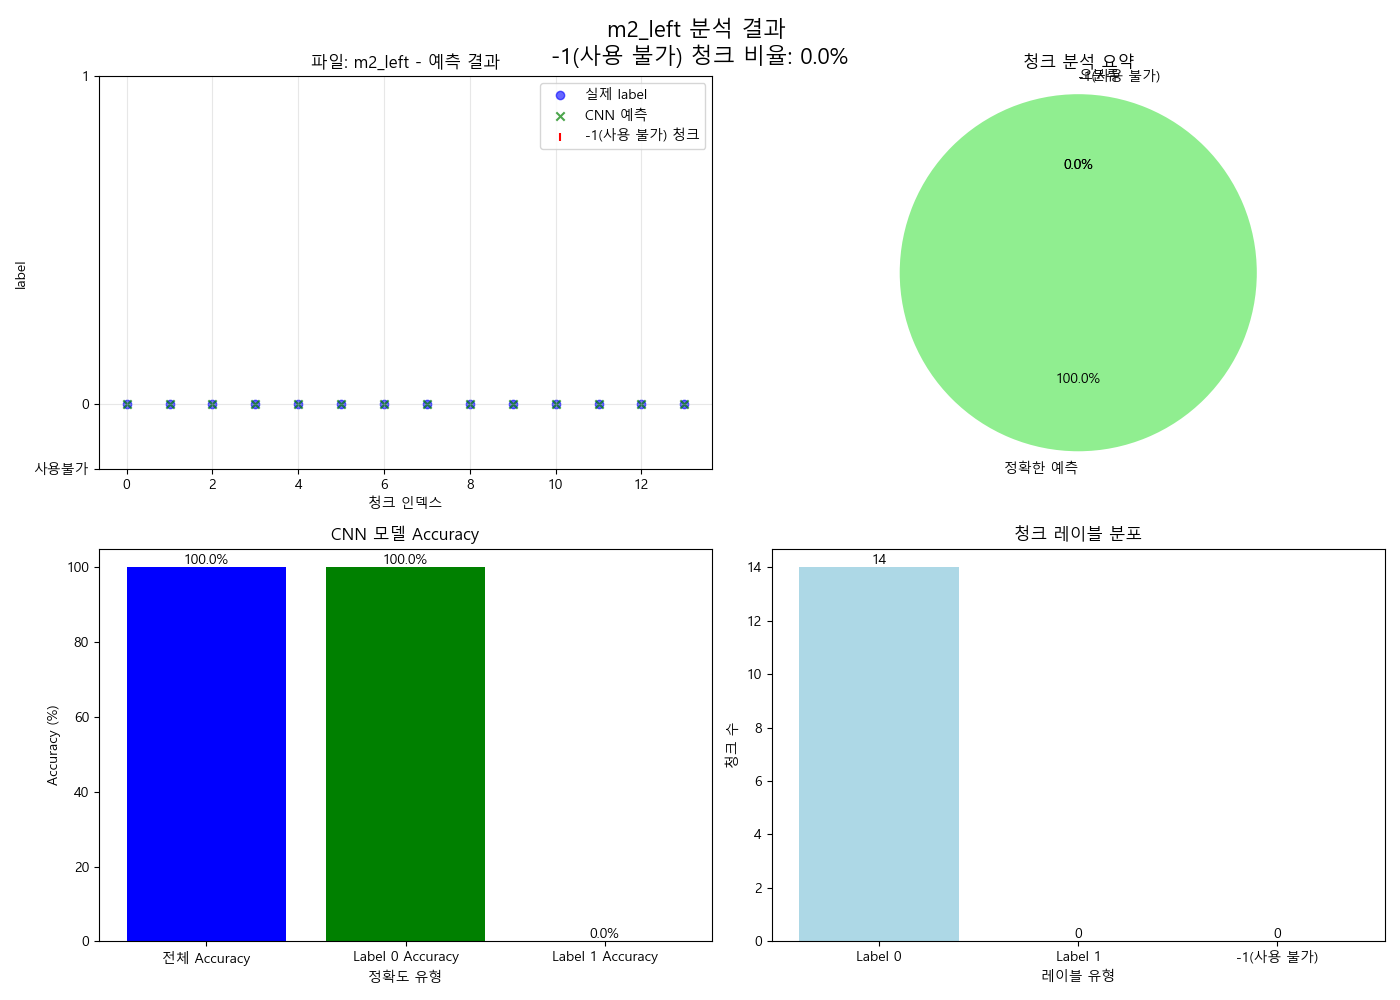 m2_left 분석 결과
-1(사용 불가) 청크 비율: 0.0%
파일: m2_left - 예측 결과
1
0
사용불가
label
실제 label
CNN 예측
-1(사용 불가) 청크
0 2 4 6 8 10 12
청크 인덱스
청크 분석 요약
-1(사용 불가)
0.0%
100.0%
정확한 예측
CNN 모델 Accuracy
100
80
60
40
20
0
Accuracy (%)
100.0%
100.0%
0.0%
전체 Accuracy Label 0 Accuracy Label 1 Accuracy
정확도 유형
청크 레이블 분포
14
12
10
8
6
4
2
0
청크 수
14
0
0
Label 0 Label 1 -1(사용 불가)
레이블 유형